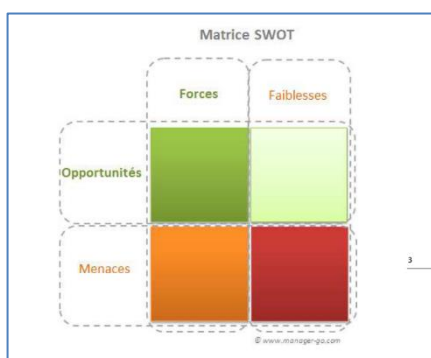 Matrice SWOT
Forces
Faiblesses
Opportunités
Menaces
3
© www.manager-go.com